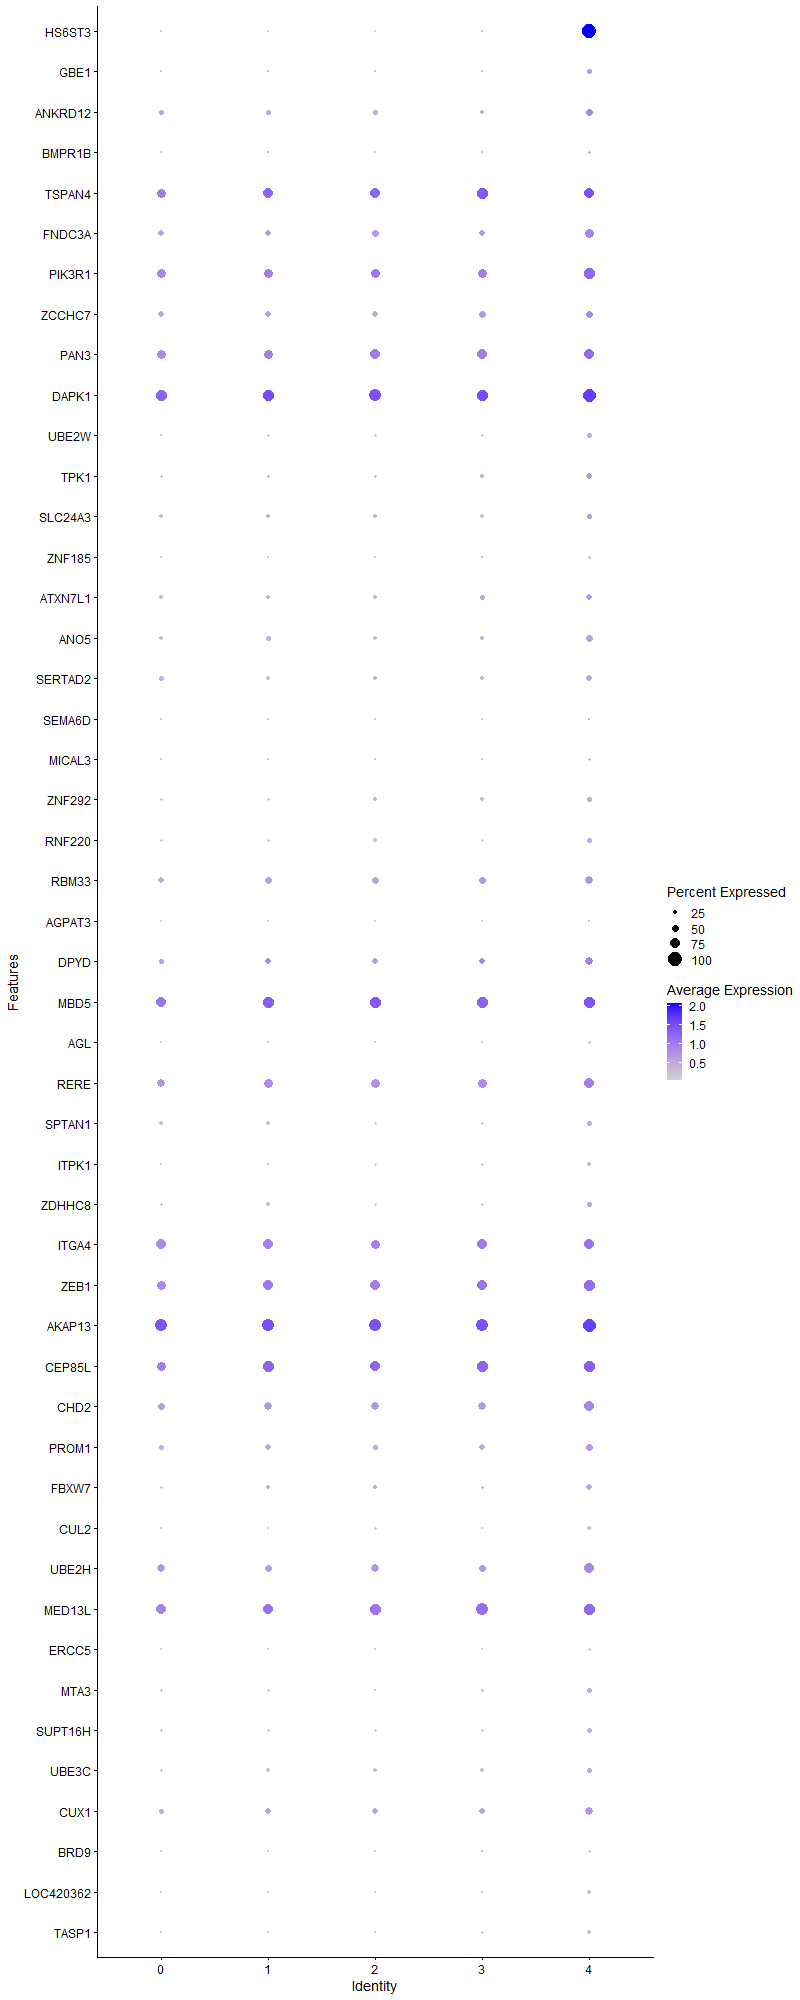 HS6ST3
GBE1
ANKRD12
BMPR1B
TSPAN4
FNDC3A
PIK3R1
ZCCHC7
PAN3
DAPK1
UBE2W
TPK1
SLC24A3
ZNF185
ATXN7L1
ANO5
SERTAD2
SEMA6D
MICAL3
ZNF292
RNF220
RBM33
AGPAT3
DPYD
MBD5
AGL
RERE
SPTAN1
ITPK1
ZDHHC8
ITGA4
ZEB1
AKAP13
CEP85L
CHD2
PROM1
FBXW7
CUL2
UBE2H
MED13L
ERCC5
MTA3
SUPT16H
UBE3C
CUX1
BRD9
LOC420362
TASP1
Features
0 1 2 3 4
Identity
Percent Expressed
25
50
75
100
Average Expression
2.0
1.5
1.0
0.5